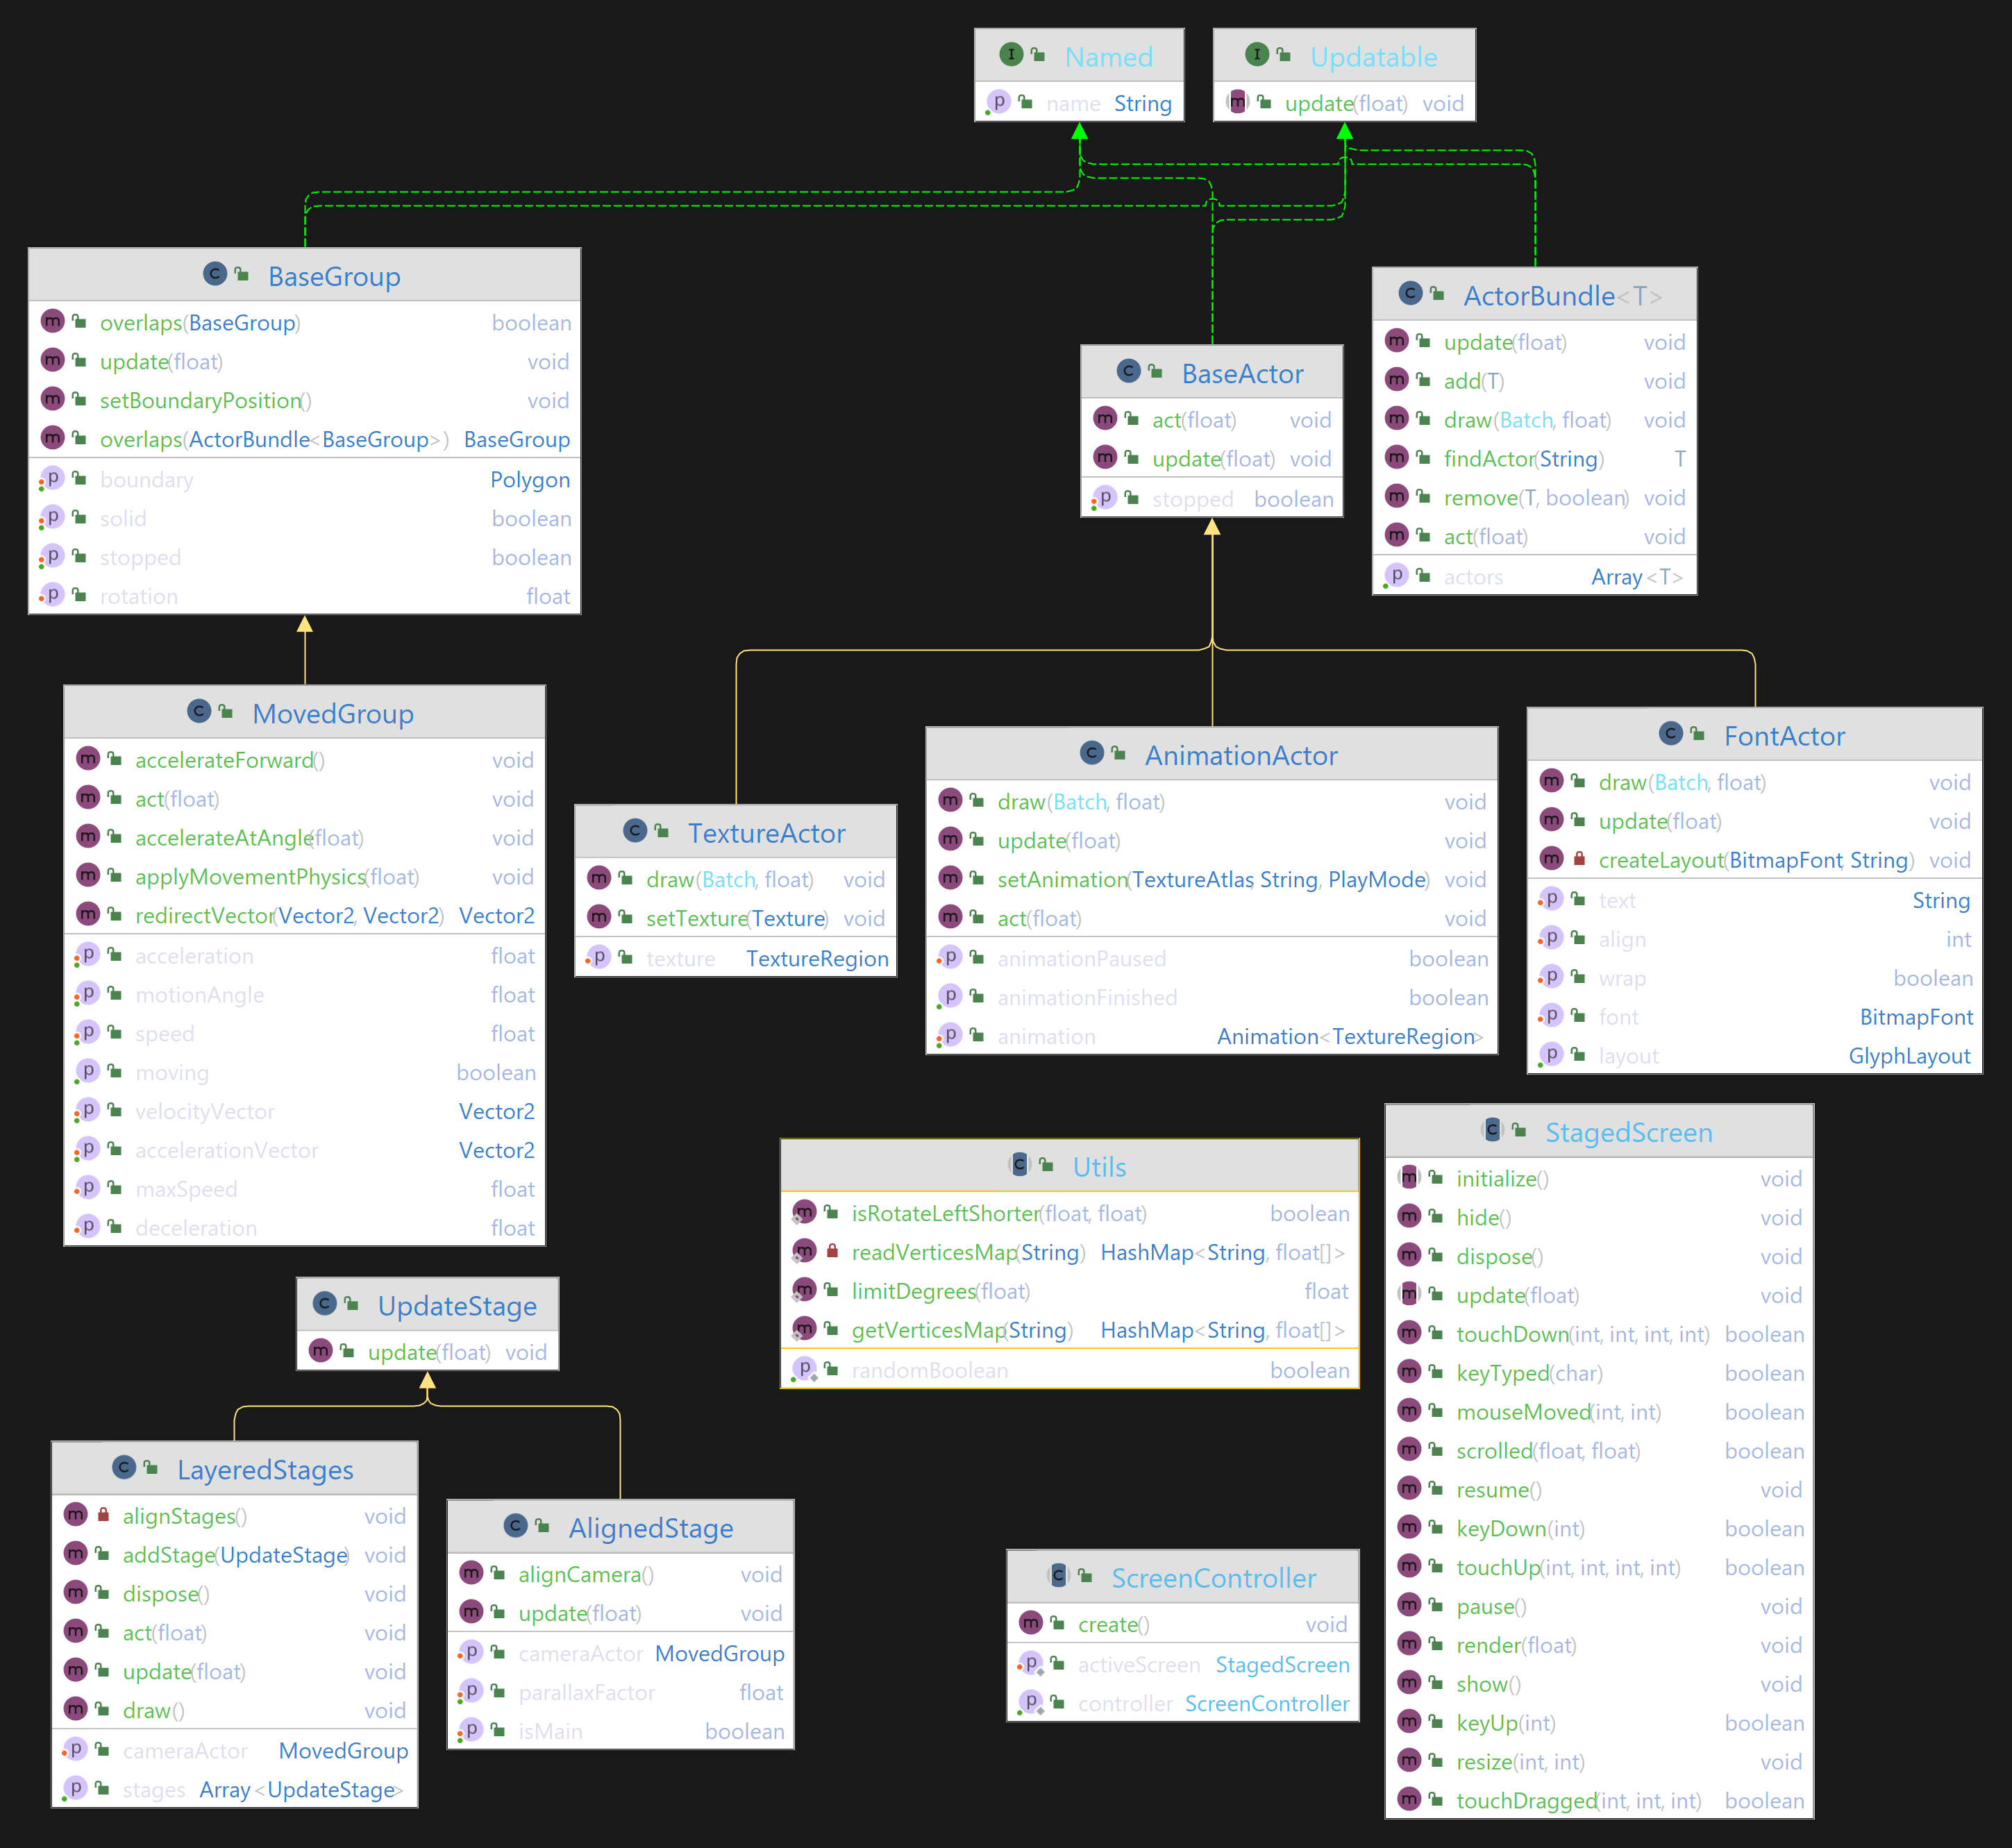 Named
name String
Updatable
update(float) void
BaseGroup
overlaps(BaseGroup) boolean
update(float) void
setBoundaryPosition() void
overlaps(ActorBundle<BaseGroup>) BaseGroup
boundary Polygon
solid boolean
stopped boolean
rotation float
BaseActor
act(float) void
update(float) void
stopped boolean
ActorBundle<T>
update(float) void
add(T) void
draw(Batch, float) void
findActor(String) T
remove(T, boolean) void
act(float) void
actors Array<T>
MovedGroup
accelerateForward() void
act(float) void
accelerateAtAngle(float) void
applyMovementPhysics(float) void
redirectVector(Vector2, Vector2) Vector2
acceleration float
motionAngle float
speed float
moving boolean
velocityVector Vector2
accelerationVector Vector2
maxSpeed float
deceleration float
TextureActor
draw(Batch, float) void
setTexture(Texture) void
texture TextureRegion
AnimationActor
draw(Batch, float) void
update(float) void
setAnimation(TextureAtlas, String, PlayMode) void
act(float) void
animationPaused boolean
animationFinished boolean
animation Animation<TextureRegion>
FontActor
draw(Batch, float) void
update(float) void
createLayout(BitmapFont, String) void
text String
align int
wrap boolean
font BitmapFont
layout GlyphLayout
UpdateStage
update(float) void
LayeredStages
alignStages() void
addStage(UpdateStage) void
dispose() void
act(float) void
update(float) void
draw() void
cameraActor MovedGroup
stages Array<UpdateStage>
AlignedStage
alignCamera() void
update(float) void
cameraActor MovedGroup
parallaxFactor float
isMain boolean
Utils
isRotateLeftShorter(float, float) boolean
readVerticesMap(String) HashMap<String, float[]>
limitDegrees(float) float
getVerticesMap(String) HashMap<String, float[]>
randomBoolean boolean
ScreenController
create() void
activeScreen StagedScreen
controller ScreenController
StagedScreen
initialize() void
hide() void
dispose() void
update(float) void
touchDown(int, int, int, int) boolean
keyTyped(char) boolean
mouseMoved(int, int) boolean
scrolled(float, float) boolean
resume() void
keyDown(int) boolean
touchUp(int, int, int, int) boolean
pause() void
render(float) void
show() void
keyUp(int) boolean
resize(int, int) void
touchDragged(int, int, int) boolean